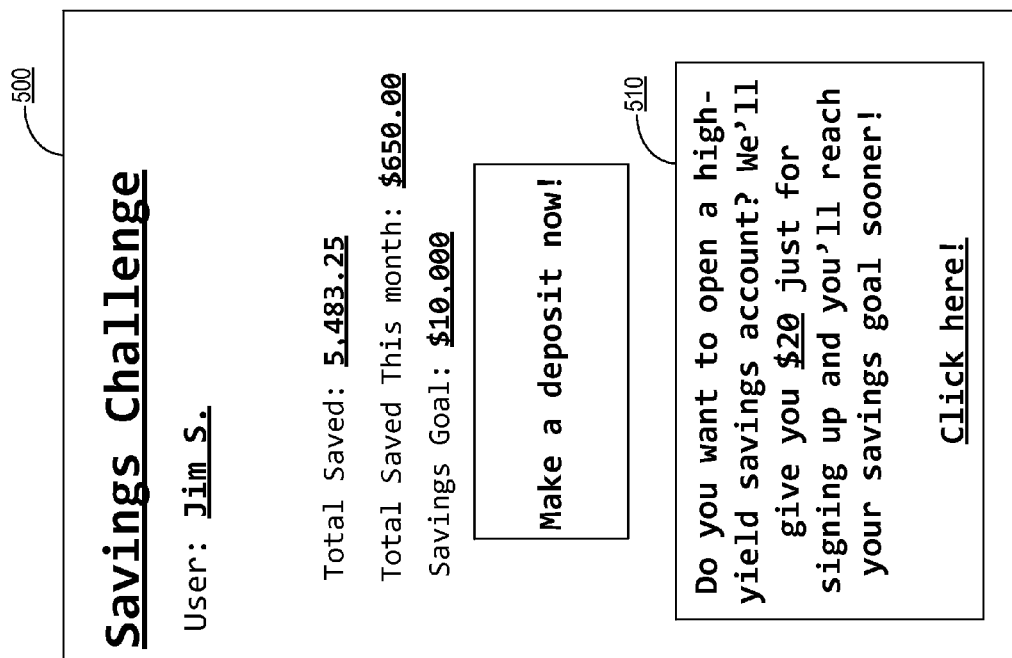 500
Savings Challenge
User: Jim S.
Total Saved: 5,483.25
Total Saved This month: $650.00
Savings Goal: $10,000
Make a deposit now!
510
Do you want to open a high-
yield savings account? We’ll
give you $20 just for
signing up and you’ll reach
your savings goal sooner!
Click here!